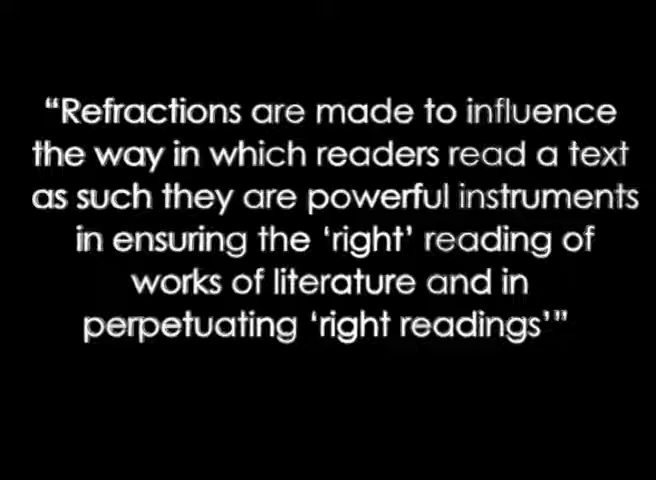 “Refractions are made to influence
the way in which readers read a text
as such they are powerful instruments
in ensuring the ‘right’ reading of
works of literature and in
perpetuating ‘right readings’”